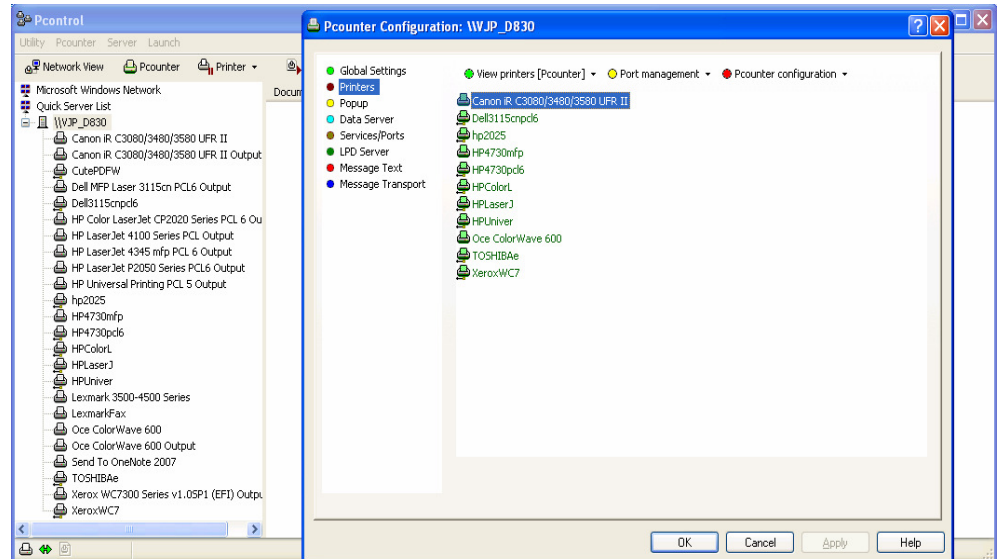 Pcontrol
Utility Pcounter Server Launch
Network View Pcounter Printer
Microsoft Windows Network
Docum
Quick Server List
\\VJP_D830
Canon iR C3080/3480/3580 UFR II
Canon iR C3080/3480/3580 UFR II Output
CutePDFW
Dell MFP Laser 3115cn PCL6 Output
Dell3115cnpcl6
HP Color LaserJet CP2020 Series PCL 6 Ou
HP LaserJet 4100 Series PCL Output
HP LaserJet 4345 mfp PCL 6 Output
HP LaserJet P2050 Series PCL6 Output
HP Universal Printing PCL 5 Output
hp2025
HP4730mfp
HP4730pcl6
HPColorL
HPLaserJ
HPUniver
Lexmark 3500-4500 Series
LexmarkFax
Oce ColorWave 600
Oce ColorWave 600 Output
Send To OneNote 2007
TOSHIBAe
Xerox WC7300 Series v1.0SP1 (EFI) Outpu
XeroxWC7
Pcounter Configuration: \\VJP_D830
Global Settings
Printers
Popup
Data Server
Services/Ports
LPD Server
Message Text
Message Transport
View printers [Pcounter] Port management Pcounter configuration
Canon iR C3080/3480/3580 UFR II
Dell3115cnpcl6
hp2025
HP4730mfp
HP4730pcl6
HPColorL
HPLaserJ
HPUniver
Oce ColorWave 600
TOSHIBAe
XeroxWC7
OK Cancel Apply Help